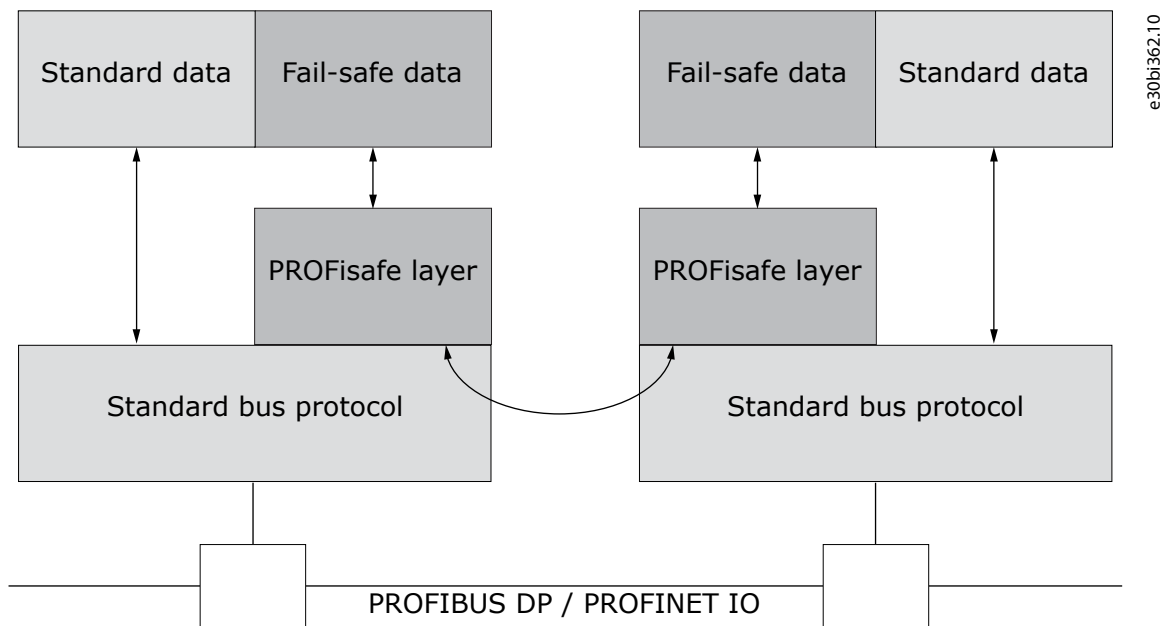 Standard data
Fail-safe data
Fail-safe data
Standard data
e30bi362.10
PROFisafe layer
PROFisafe layer
Standard bus protocol
Standard bus protocol
PROFIBUS DP / PROFINET IO